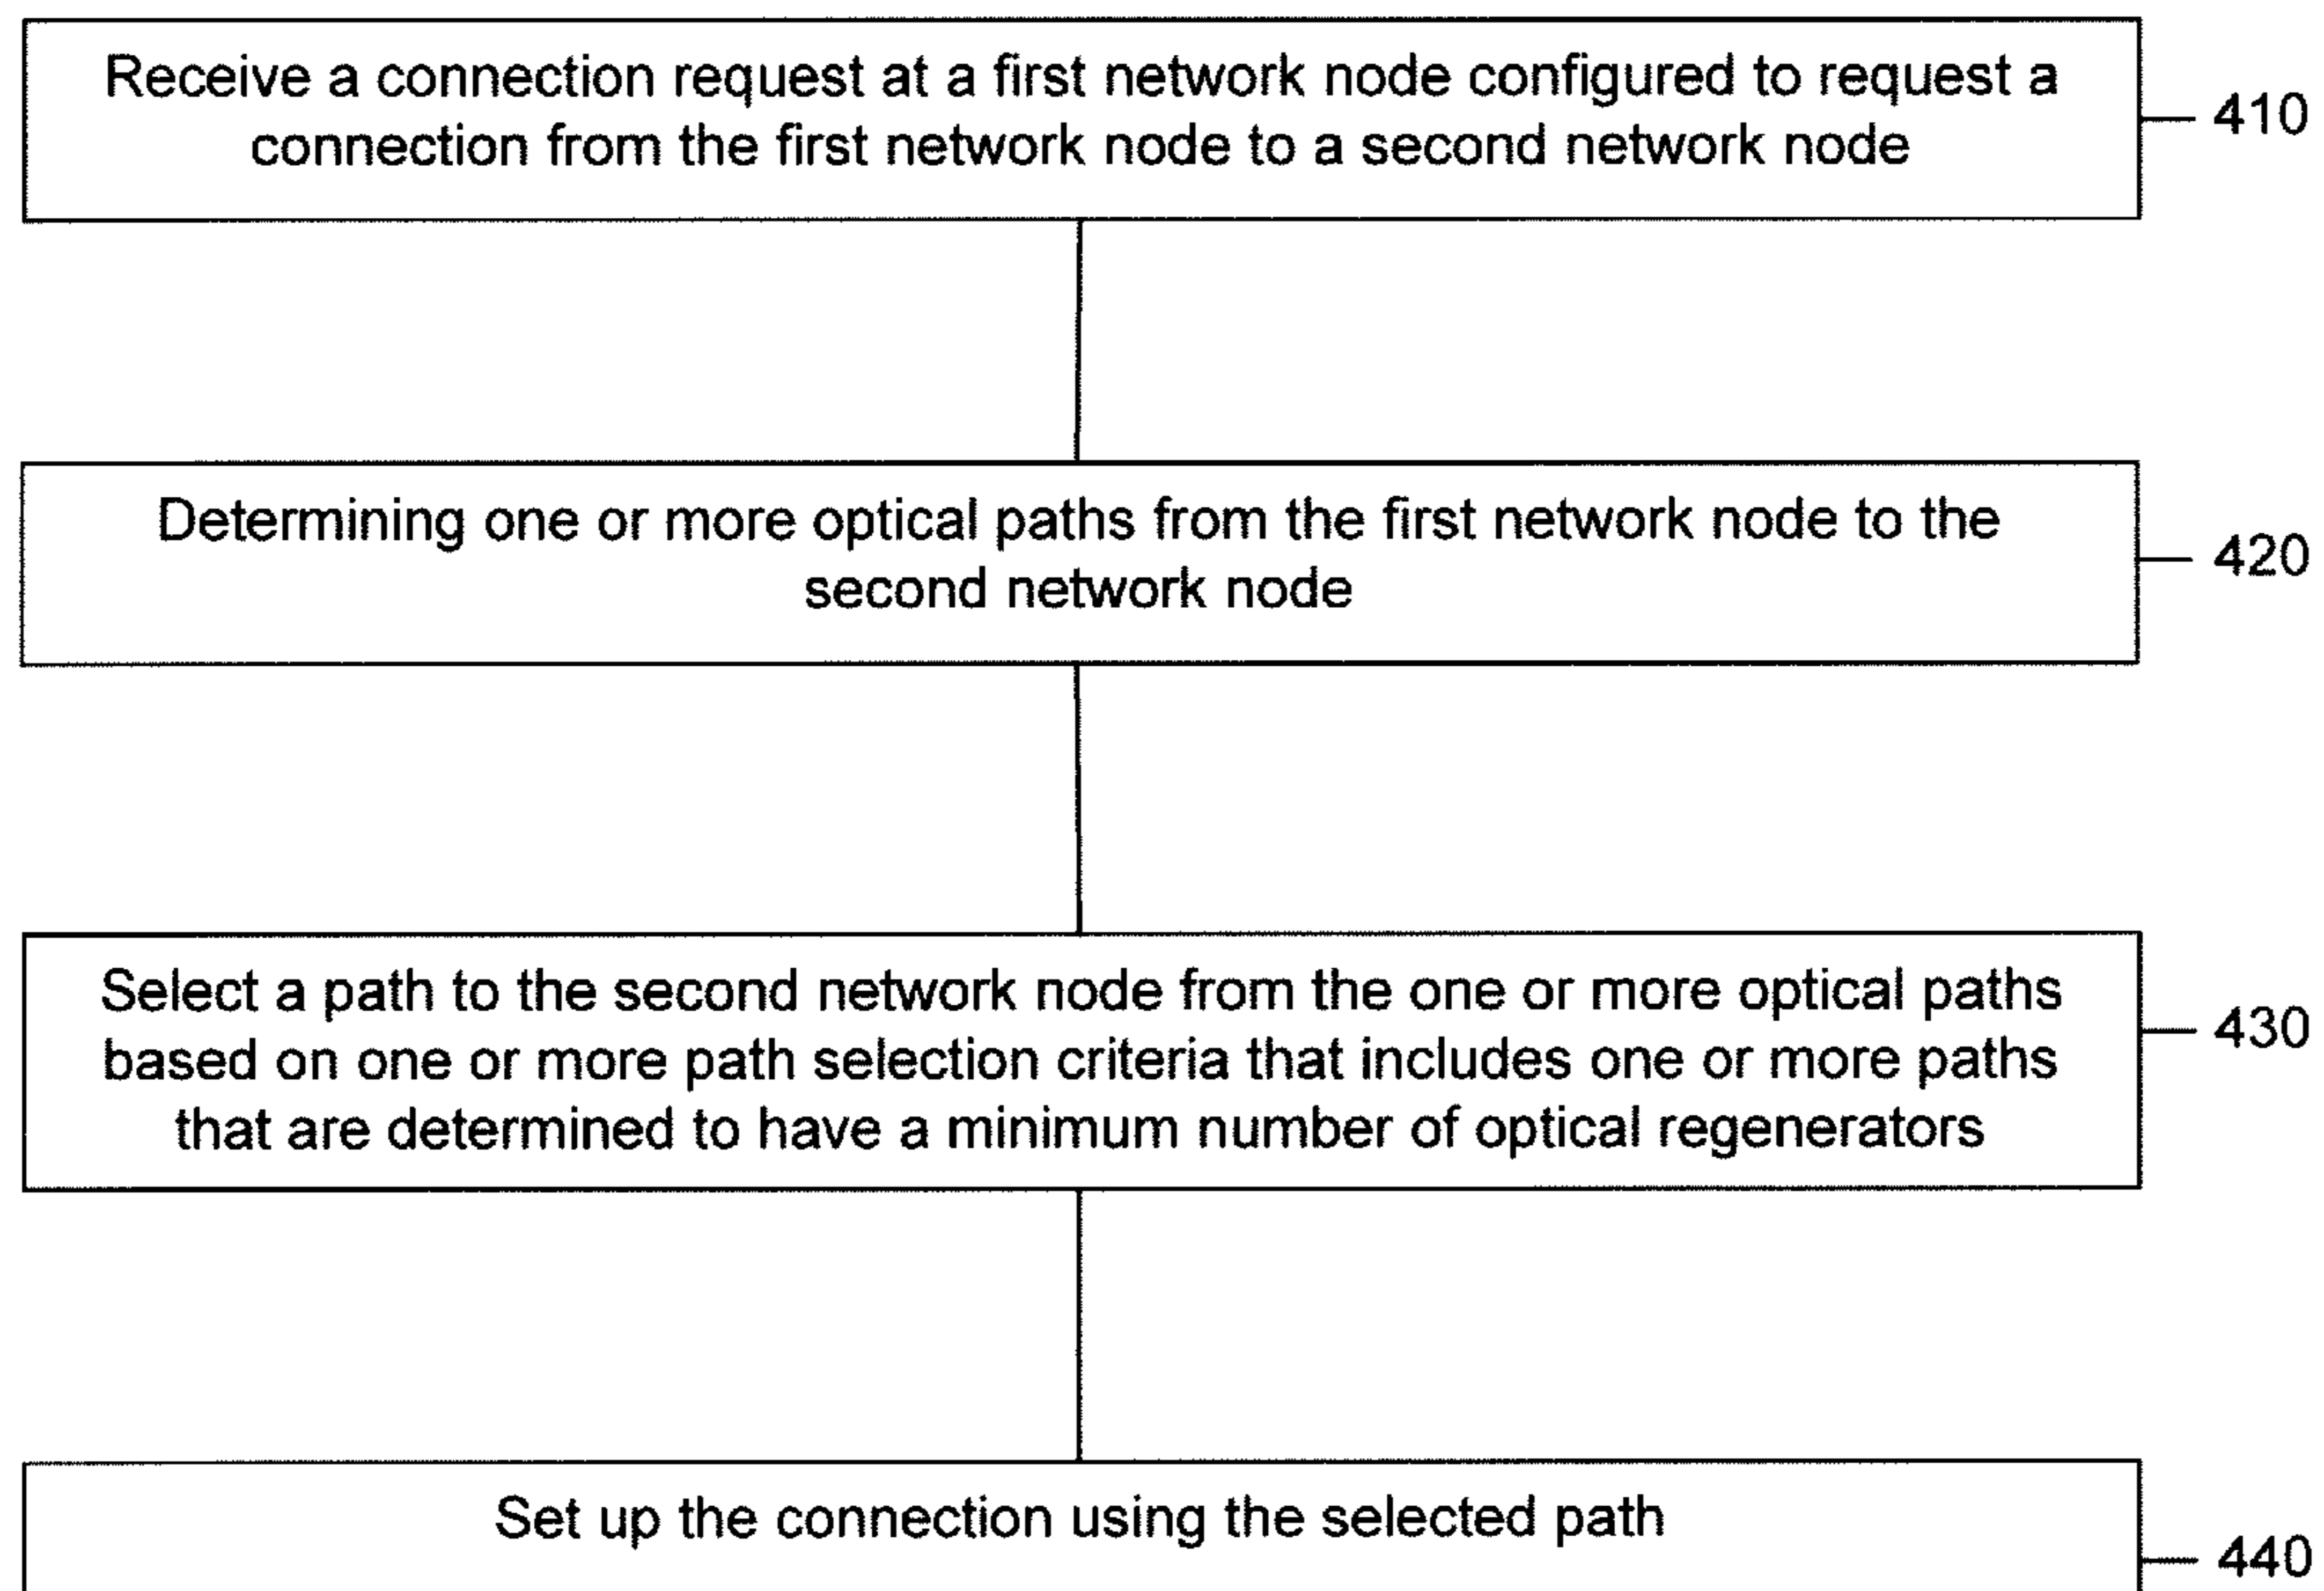 Receive a connection request at a first network node configured to request a
connection from the first network node to a second network node
410
Determining one or more optical paths from the first network node to the
second network node
420
Select a path to the second network node from the one or more optical paths
based on one or more path selection criteria that includes one or more paths
that are determined to have a minimum number of optical regenerators
430
Set up the connection using the selected path
440